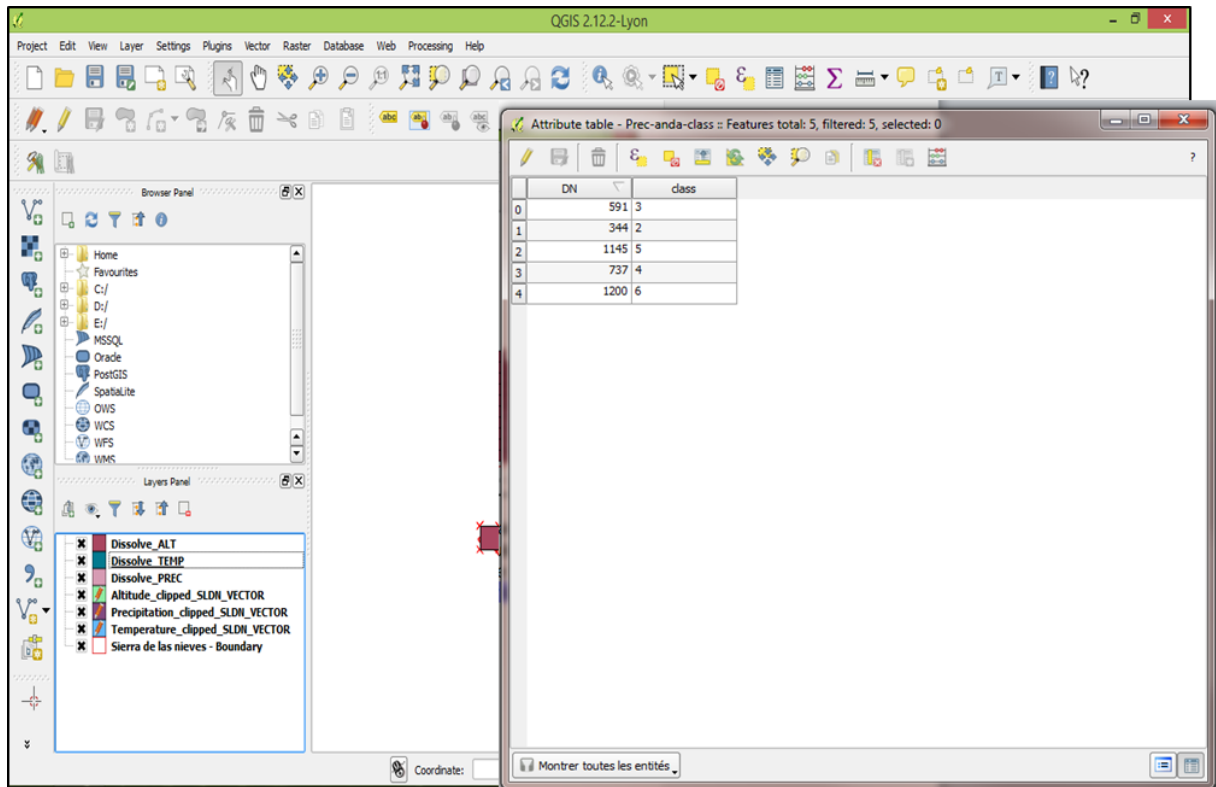 QGIS 2.12.2-Lyon
Project Edit View Layer Settings Plugins Vector Raster Database Web Processing Help
Attribute table - Prec-anda-class :: Features total: 5, filtered: 5, selected: 0
?
DN class
0 591 3
1 344 2
2 1145 5
3 737 4
4 1200 6
Browser Panel
Home
Favourites
C:/
D:/
E:/
MSSQL
Oracle
PostGIS
SpatiaLite
OWS
WCS
WFS
WMS
Layers Panel
Dissolve_ALT
Dissolve_TEMP
Dissolve_PREC
Altitude_clipped_SLDN_VECTOR
Precipitation_clipped_SLDN_VECTOR
Temperature_clipped_SLDN_VECTOR
Sierra de las nieves - Boundary
Coordinate:
Montrer toutes les entités